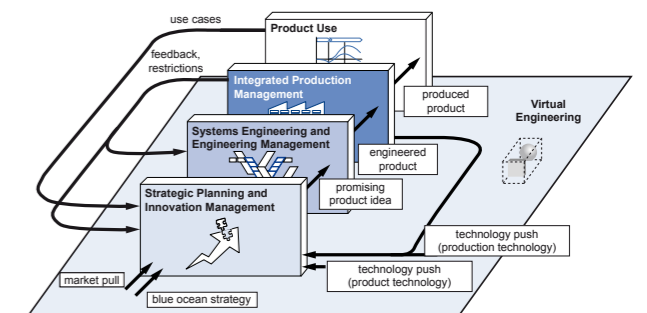 use cases
Product Use
feedback,
restrictions
Integrated Production
Management
produced
product
Virtual
Engineering
Systems Engineering and
Engineering Management
engineered
product
Strategic Planning and
Innovation Management
promising
product idea
technology push
(production technology)
market pull
technology push
(product technology)
blue ocean strategy